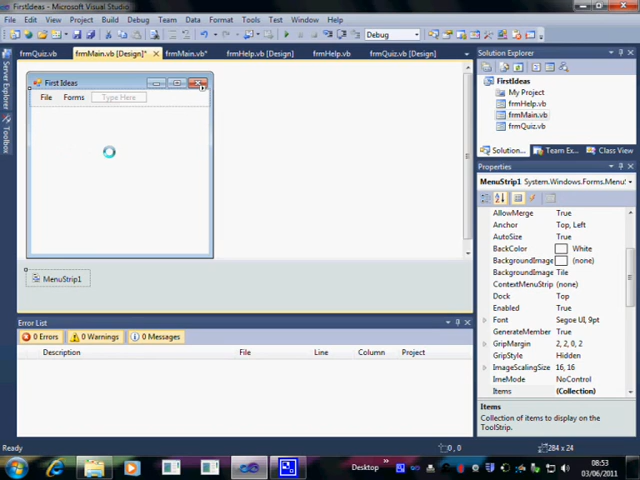 FirstIdeas - Microsoft Visual Studio
File Edit View Project Build Debug Team Data Format Tools Test Window Help
Debug
frmQuiz.vb frmMain.vb [Design]* frmMain.vb* frmHelp.vb [Design] frmHelp.vb frmQuiz.vb [Design]
Server Explorer
Toolbox
First Ideas
File Forms Type Here
MenuStrip1
Solution Explorer
FirstIdeas
My Project
frmHelp.vb
frmMain.vb
frmQuiz.vb
Solution... Team Ex... Class View
Properties
MenuStrip1 System.Windows.Forms.MenuS
AllowMerge True
Anchor Top, Left
AutoSize True
BackColor White
BackgroundImage (none)
BackgroundImage Tile
ContextMenuStrip (none)
Dock Top
Enabled True
Font Segoe UI, 9pt
GenerateMember True
GripMargin 2, 2, 0, 2
GripStyle Hidden
ImageScalingSize 16, 16
ImeMode NoControl
Items (Collection)
Items
Collection of items to display on the ToolStrip.
Error List
0 Errors 0 Warnings 0 Messages
Description File Line Column Project
Ready 0 , 0 284 x 24
Desktop » 08:53
03/06/2011